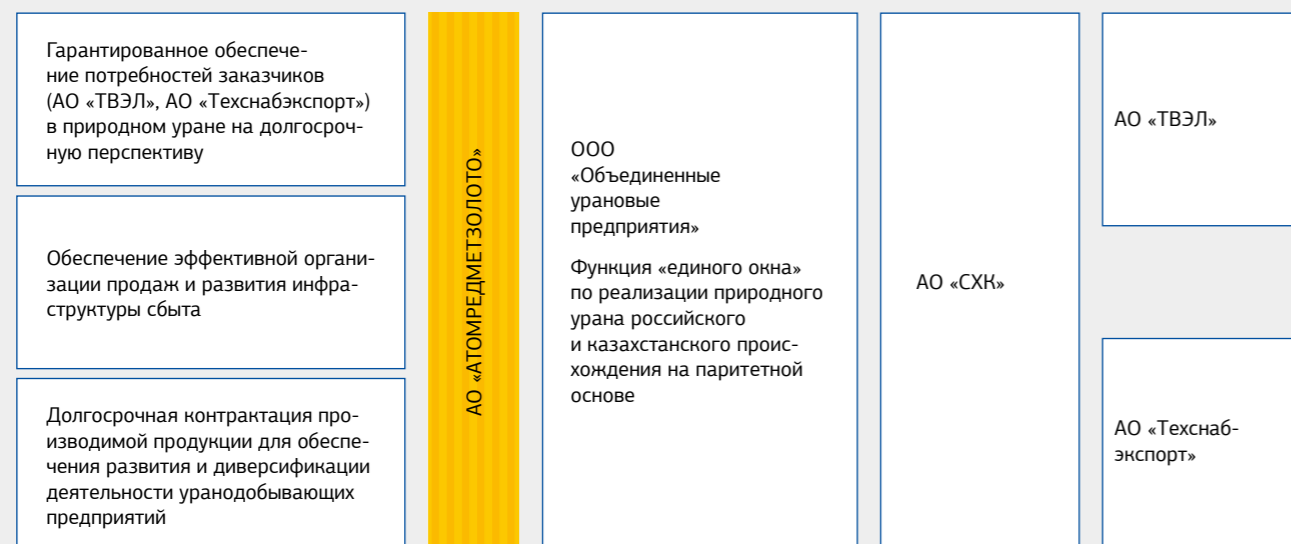 Гарантированное обеспече-
ние потребностей заказчиков
(АО «ТВЭЛ», АО «Техснабэкспорт»)
в природном уране на долгосроч-
ную перспективу
Обеспечение эффективной органи-
зации продаж и развития инфра-
структуры сбыта
Долгосрочная контрактация про-
изводимой продукции для обеспе-
чения развития и диверсификации
деятельности уранодобывающих
предприятий
АО «АТОМРЕДМЕТЗОЛОТО»
ООО
«Объединенные
урановые
предприятия»
Функция «единого окна»
по реализации природного
урана российского
и казахстанского проис-
хождения на паритетной
основе
АО «СХК»
АО «ТВЭЛ»
АО «Техснаб-
экспорт»